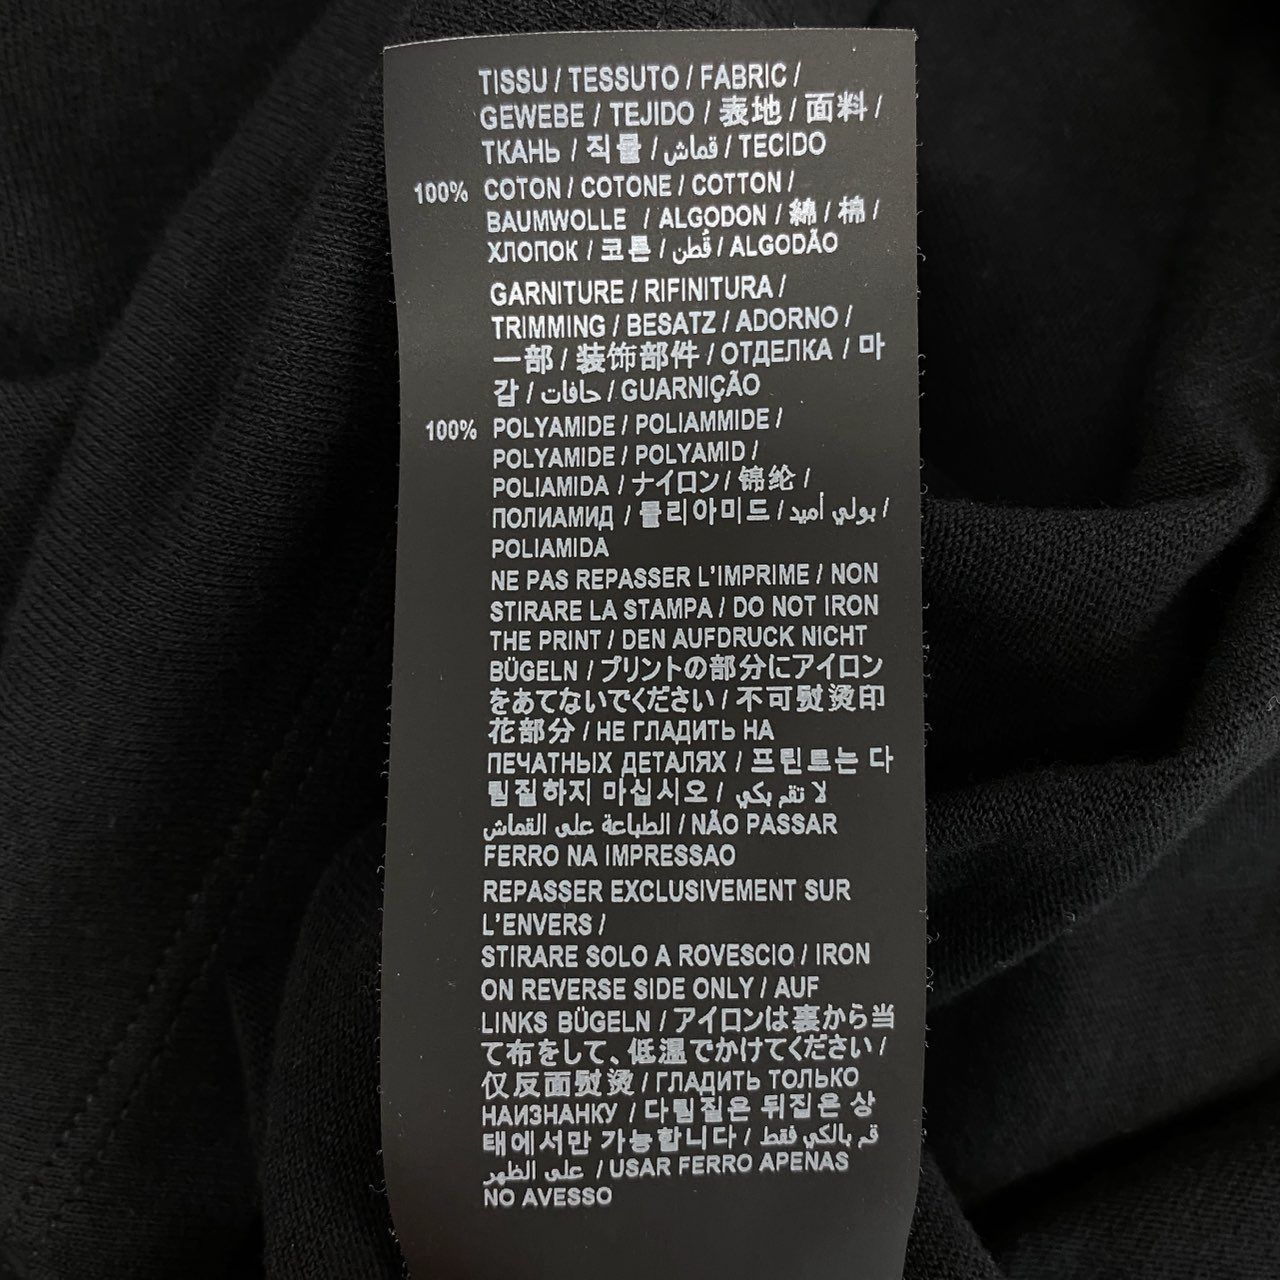 TISSU / TESSUTO / FABRIC /
GEWEBE / TEJIDO / 表地 / 面料 /
ТКАНЬ / 직물 / قماش / TECIDO
100% COTON / COTONE / COTTON /
BAUMWOLLE / ALGODON / 綿 / 棉 /
ХЛОПОК / 코튼 / قُطن / ALGODÃO
GARNITURE / RIFINITURA /
TRIMMING / BESATZ / ADORNO /
一部 / 装饰部件 / ОТДЕЛКА / 마
감 / حافات / GUARNIÇÃO
100% POLYAMIDE / POLIAMMIDE /
POLYAMIDE / POLYAMID /
POLIAMIDA / ナイロン / 锦纶 /
ПОЛИАМИД / 폴리아미드 / بولي أميد /
POLIAMIDA
NE PAS REPASSER L'IMPRIME / NON
STIRARE LA STAMPA / DO NOT IRON
THE PRINT / DEN AUFDRUCK NICHT
BÜGELN / プリントの部分にアイロン
をあてないでください / 不可熨烫印
花部分 / НЕ ГЛАДИТЬ НА
ПЕЧАТНЫХ ДЕТАЛЯХ / 프린트는 다
림질하지 마십시오 / لا تقم بكي
الطباعة على القماش / NÃO PASSAR
FERRO NA IMPRESSAO
REPASSER EXCLUSIVEMENT SUR
L'ENVERS /
STIRARE SOLO A ROVESCIO / IRON
ON REVERSE SIDE ONLY / AUF
LINKS BÜGELN / アイロンは裏から当
て布をして、低温でかけてください /
仅反面熨烫 / ГЛАДИТЬ ТОЛЬКО
НАИЗНАНКУ / 다림질은 뒤집은 상
태에서만 가능합니다 / قم بالكي فقط
على الظهر / USAR FERRO APENAS
NO AVESSO